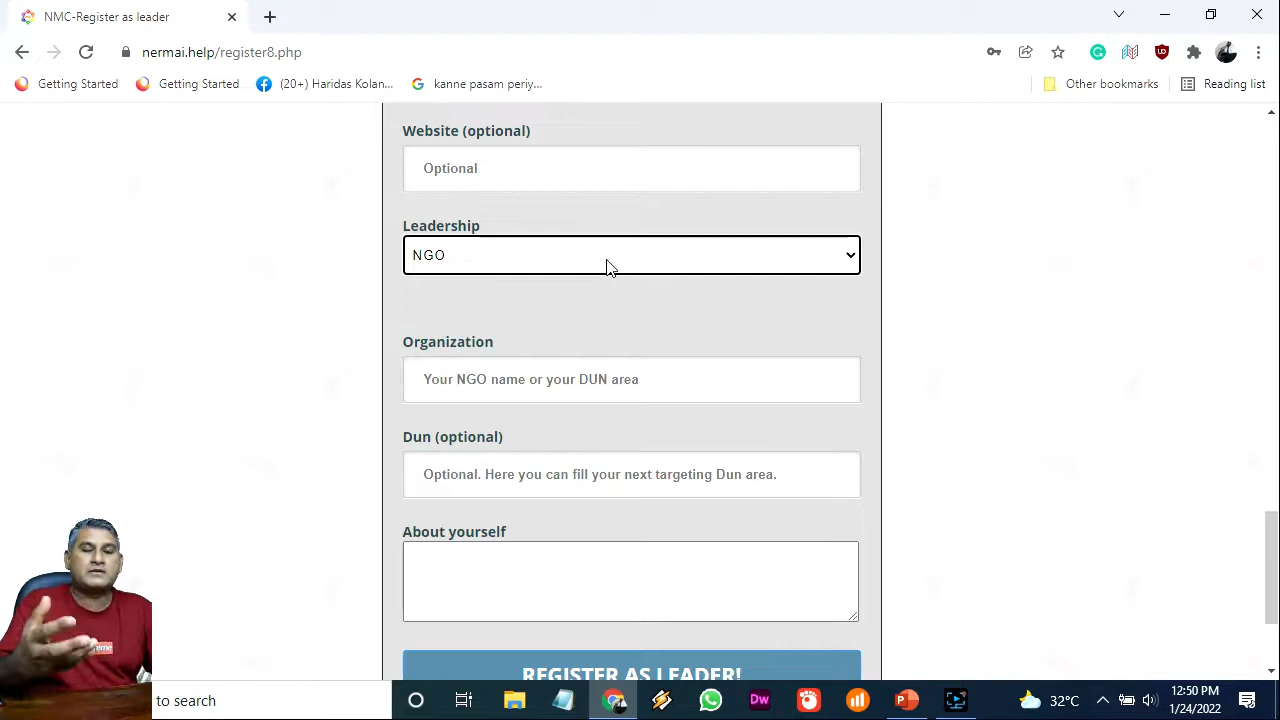 NMC-Register as leader
nermai.help/register8.php
Getting Started
Getting Started
(20+) Haridas Kolan...
kanne pasam periy...
Other bookmarks
Reading list
Website (optional)
Optional
Leadership
NGO
Organization
Your NGO name or your DUN area
Dun (optional)
Optional. Here you can fill your next targeting Dun area.
About yourself
REGISTER AS LEADER!
to search
Dw
32°C
12:50 PM
1/24/2022